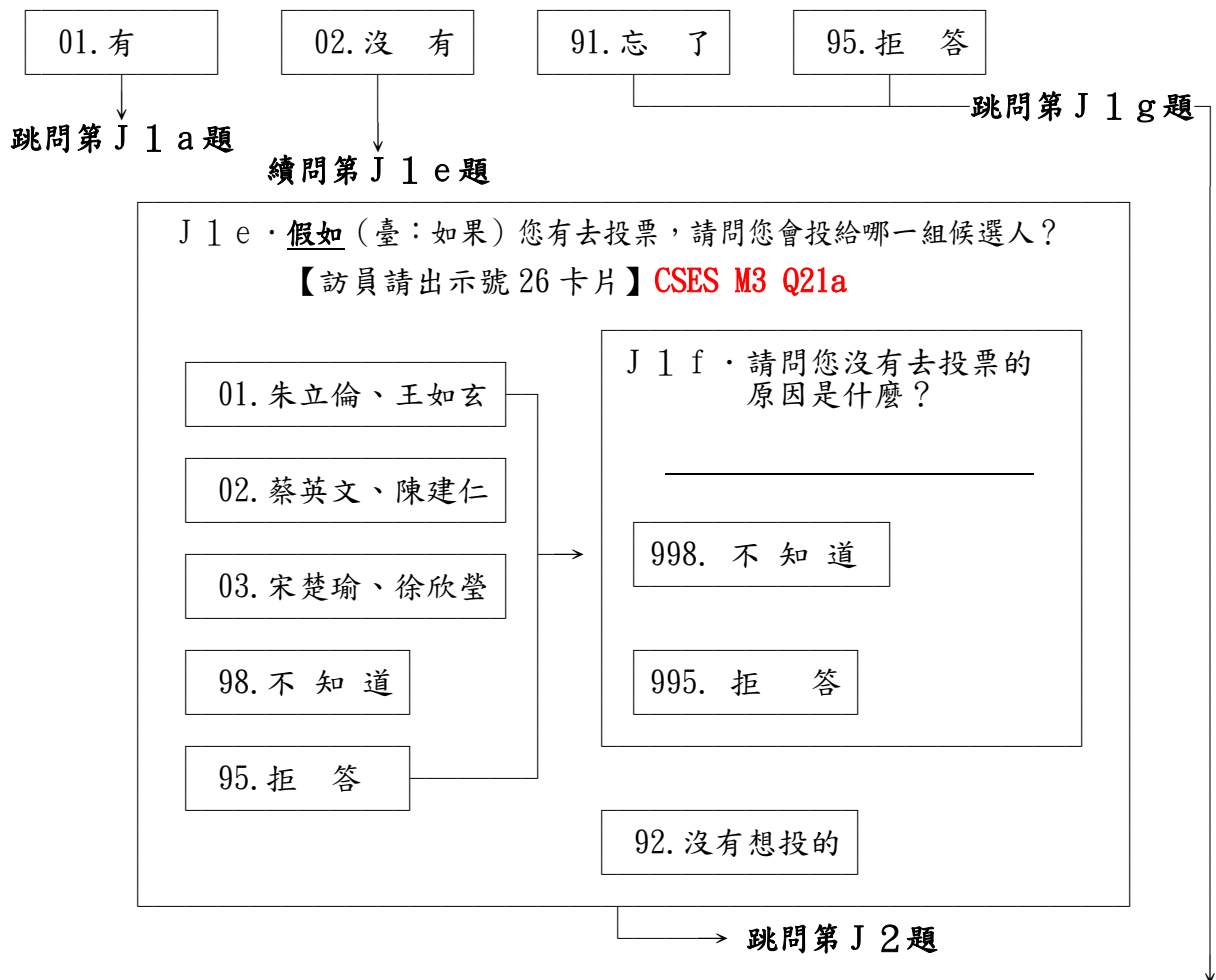 01.有
02.沒 有
91.忘 了
95.拒 答
跳問第J1g題
跳問第J1a題
續問第J1e題
J1e.假如（臺：如果）您有去投票，請問您會投給哪一組候選人？
【訪員請出示號26卡片】CSES M3 Q21a
01.朱立倫、王如玄
02.蔡英文、陳建仁
03.宋楚瑜、徐欣瑩
98.不 知 道
95.拒 答
J1f.請問您沒有去投票的
原因是什麼？
998. 不 知 道
995. 拒 答
92.沒有想投的
跳問第J2題